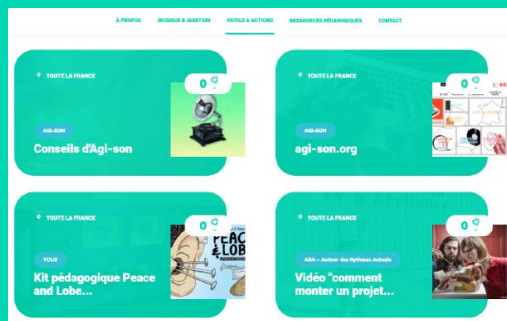 À PROPOS
MUSIQUE & AUDITION
OUTILS & ACTIONS
RESSOURCES PÉDAGOGIQUES
CONTACT
TOUTE LA FRANCE
0
AGI-SON
Conseils d'Agi-son
TOUTE LA FRANCE
0
AGI-SON
agi-son.org
TOUTE LA FRANCE
0
PEAC
LOBE
Kit pédagogique Peace
and Lobe...
TOUTE LA FRANCE
0
ARA – Autour des Rythmes Actuels
Vidéo "comment
monter un projet...